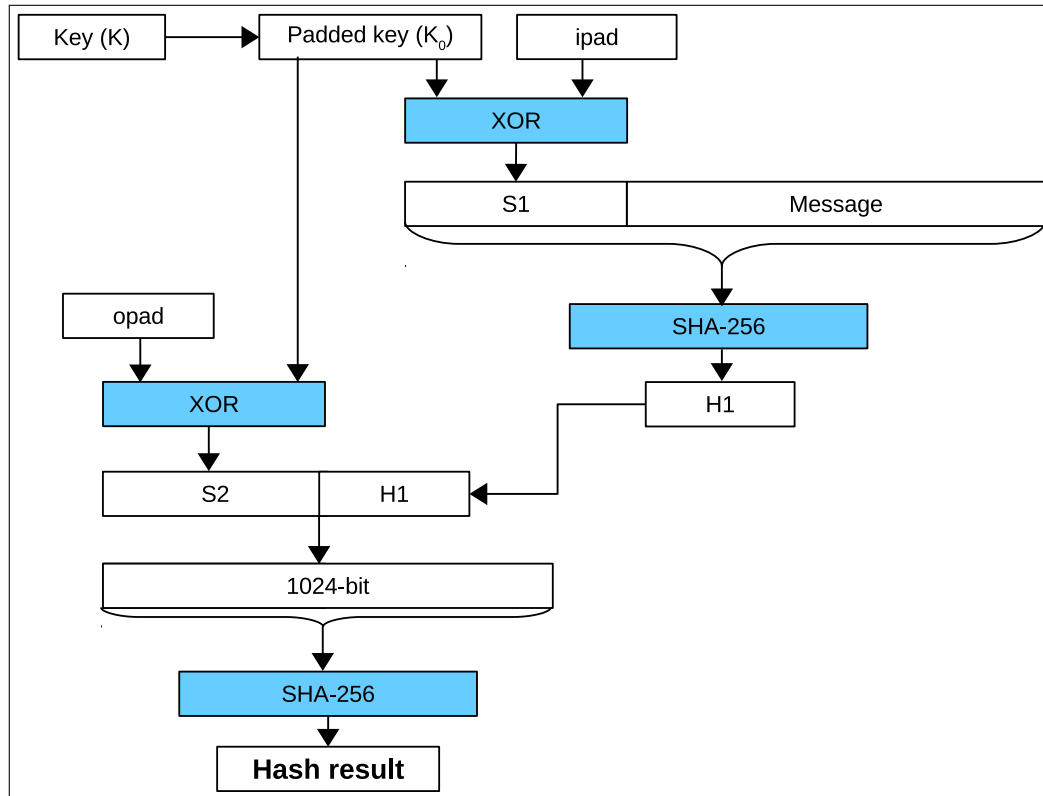 Key (K)
Padded key (K₀)
ipad
XOR
S1
Message
opad
SHA-256
XOR
H1
S2
H1
1024-bit
SHA-256
Hash result